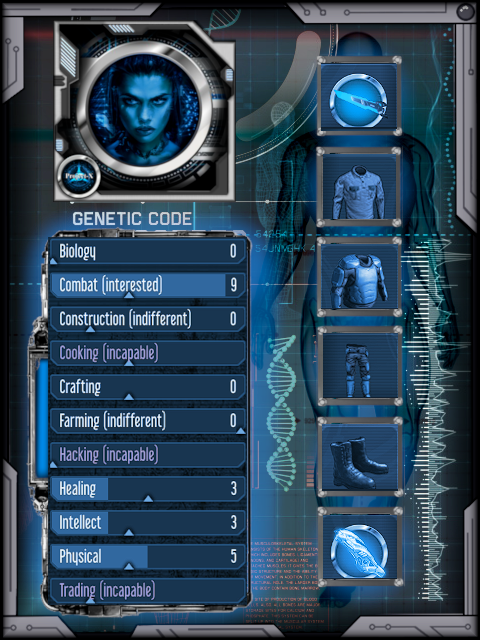 Project-X
GENETIC CODE
Biology 0
Combat (interested) 9
Construction (indifferent) 0
Cooking (incapable)
Crafting 0
Farming (indifferent) 0
Hacking (incapable)
Healing 3
Intellect 3
Physical 5
Trading (incapable)